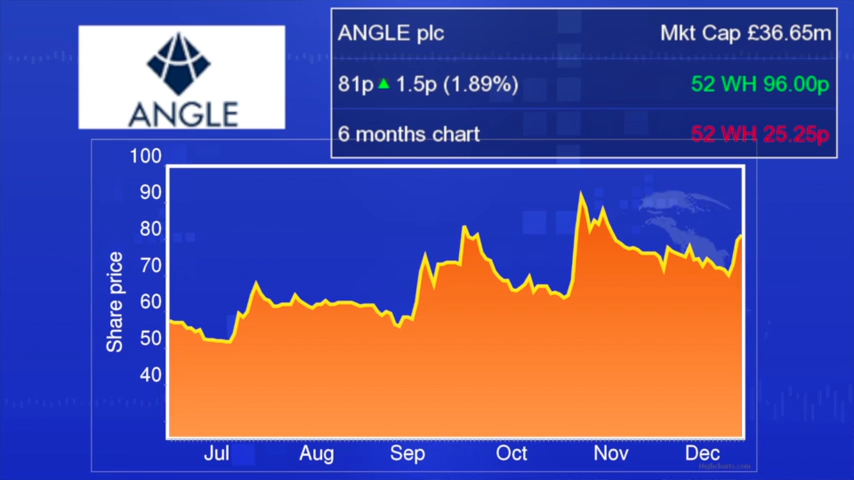 ANGLE
ANGLE plc Mkt Cap £36.65m
81p ▲ 1.5p (1.89%) 52 WH 96.00p
6 months chart 52 WH 25.25p
100
90
80
70
60
50
40
Share price
Jul Aug Sep Oct Nov Dec
Highcharts.com